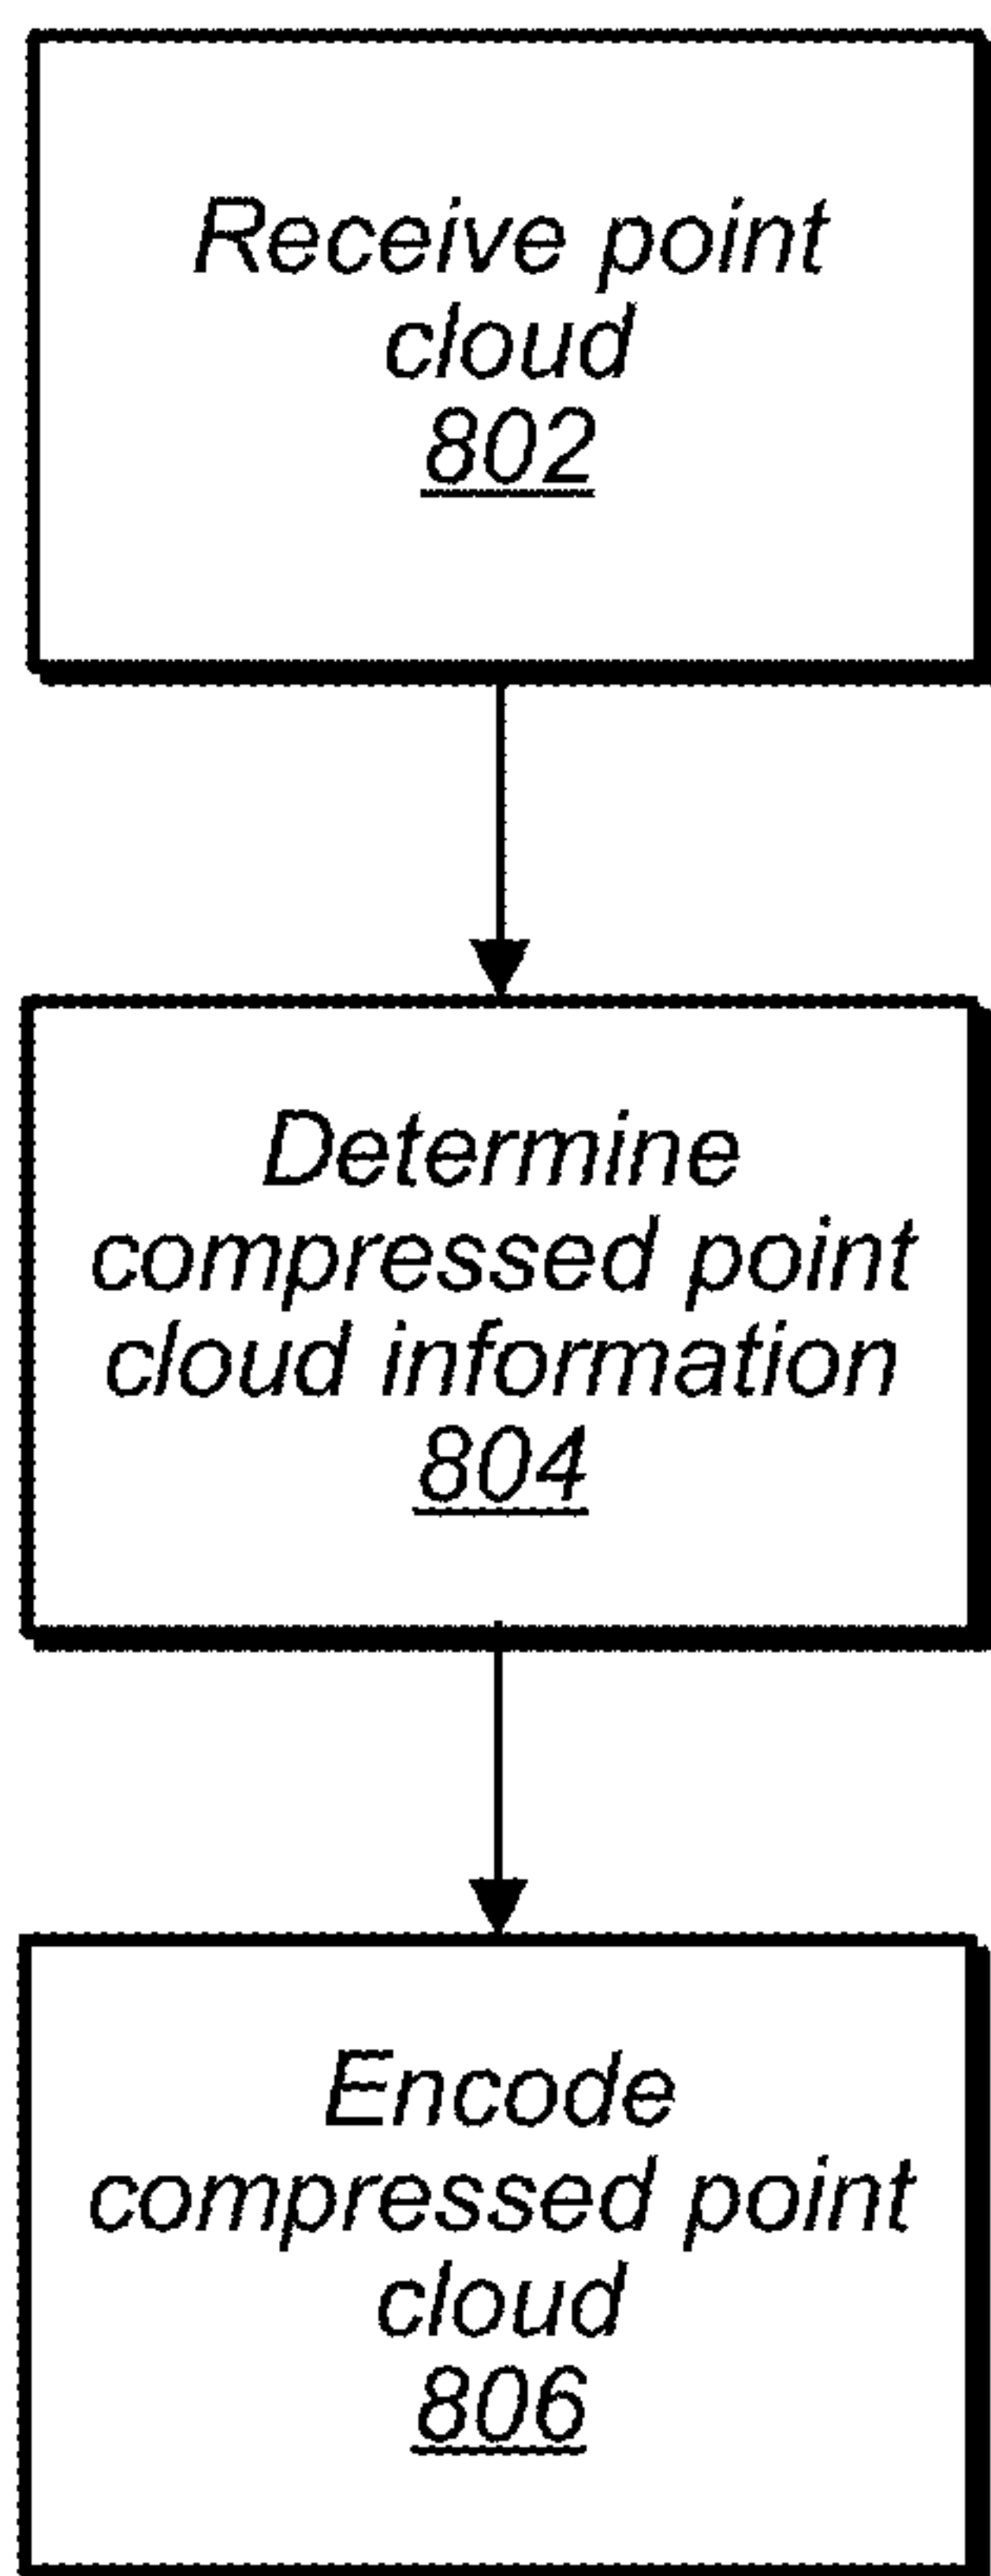 Receive point
cloud
802
Determine
compressed point
cloud information
804
Encode
compressed point
cloud
806